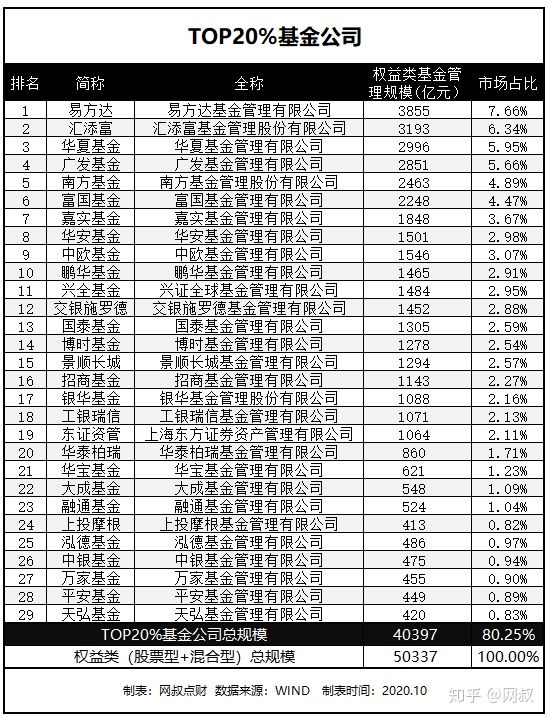 TOP20%基金公司
排名 简称 全称 权益类基金管理规模(亿元) 市场占比
1 易方达 易方达基金管理有限公司 3855 7.66%
2 汇添富 汇添富基金管理股份有限公司 3193 6.34%
3 华夏基金 华夏基金管理有限公司 2996 5.95%
4 广发基金 广发基金管理有限公司 2851 5.66%
5 南方基金 南方基金管理股份有限公司 2463 4.89%
6 富国基金 富国基金管理有限公司 2248 4.47%
7 嘉实基金 嘉实基金管理有限公司 1848 3.67%
8 华安基金 华安基金管理有限公司 1501 2.98%
9 中欧基金 中欧基金管理有限公司 1546 3.07%
10 鹏华基金 鹏华基金管理有限公司 1465 2.91%
11 兴全基金 兴证全球基金管理有限公司 1484 2.95%
12 交银施罗德 交银施罗德基金管理有限公司 1452 2.88%
13 国泰基金 国泰基金管理有限公司 1305 2.59%
14 博时基金 博时基金管理有限公司 1278 2.54%
15 景顺长城 景顺长城基金管理有限公司 1294 2.57%
16 招商基金 招商基金管理有限公司 1143 2.27%
17 银华基金 银华基金管理股份有限公司 1088 2.16%
18 工银瑞信 工银瑞信基金管理有限公司 1071 2.13%
19 东证资管 上海东方证券资产管理有限公司 1064 2.11%
20 华泰柏瑞 华泰柏瑞基金管理有限公司 860 1.71%
21 华宝基金 华宝基金管理有限公司 621 1.23%
22 大成基金 大成基金管理有限公司 548 1.09%
23 融通基金 融通基金管理有限公司 524 1.04%
24 上投摩根 上投摩根基金管理有限公司 413 0.82%
25 泓德基金 泓德基金管理有限公司 486 0.97%
26 中银基金 中银基金管理有限公司 475 0.94%
27 万家基金 万家基金管理有限公司 455 0.90%
28 平安基金 平安基金管理有限公司 449 0.89%
29 天弘基金 天弘基金管理有限公司 420 0.83%
TOP20%基金公司总规模 40397 80.25%
权益类（股票型+混合型）总规模 50337 100.00%
制表：网叔点财 数据来源：WIND 制表时间：2020.10
知乎 @网叔